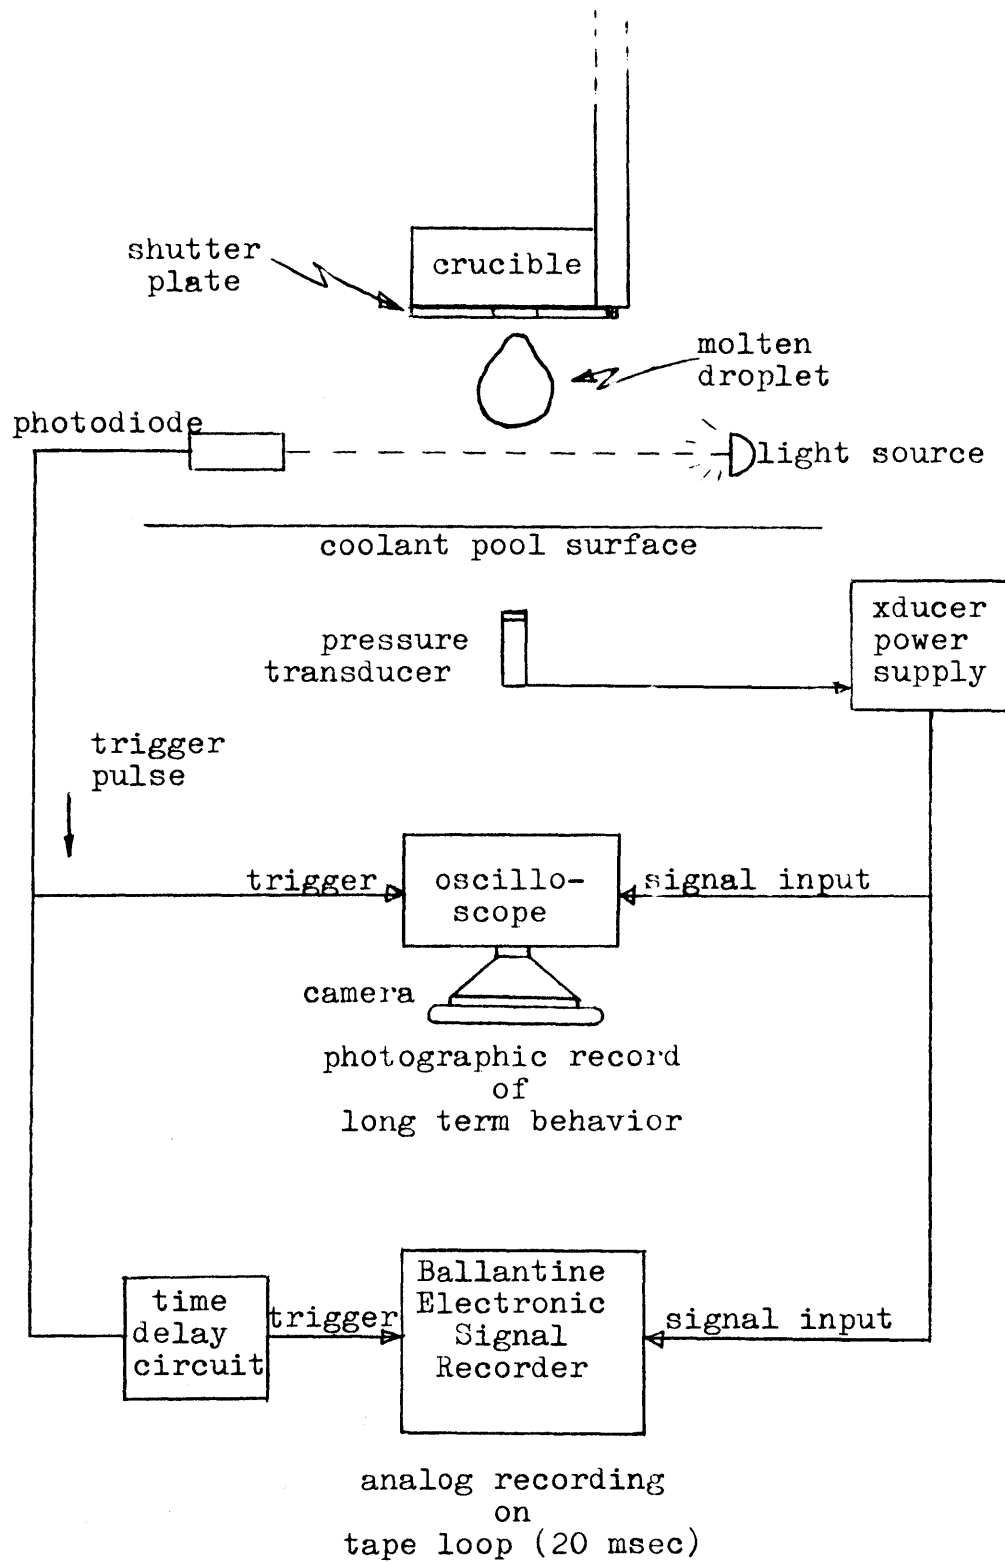 shutter
plate
crucible
molten
droplet
photodiode
light source
coolant pool surface
pressure
transducer
xducer
power
supply
trigger
pulse
trigger
oscillo-
scope
signal input
camera
photographic record
of
long term behavior
time
delay
circuit
trigger
Ballantine
Electronic
Signal
Recorder
signal input
analog recording
on
tape loop (20 msec)